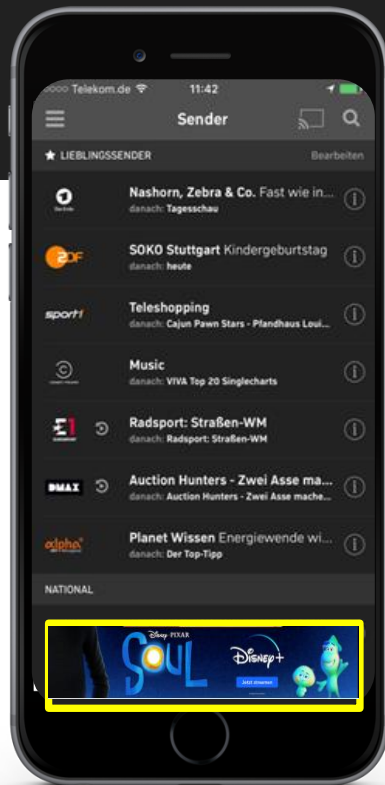 Telekom.de 11:42
Sender
★ LIEBLINGSSENDER Bearbeiten
Das Erste
Nashorn, Zebra & Co. Fast wie in...
danach: Tagesschau
ZDF
SOKO Stuttgart Kindergeburtstag
danach: heute
sport1
Teleshopping
danach: Cajun Pawn Stars - Pfandhaus Loui...
Music
danach: VIVA Top 20 Singlecharts
E1
Radsport: Straßen-WM
danach: Radsport: Straßen-WM
DMAX
Auction Hunters - Zwei Asse ma...
danach: Auction Hunters - Zwei Asse mache...
alpha
Planet Wissen Energiewende wi...
danach: Der Top-Tipp
NATIONAL
Disney·PIXAR
SOUL
Disney+
Jetzt streamen